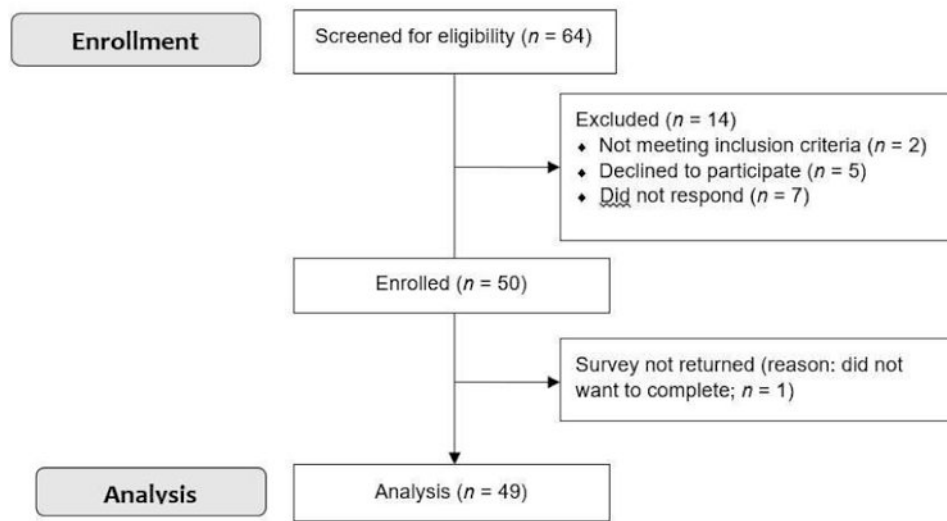 Enrollment
Screened for eligibility (n = 64)
Excluded (n = 14)
♦ Not meeting inclusion criteria (n = 2)
♦ Declined to participate (n = 5)
♦ Did not respond (n = 7)
Enrolled (n = 50)
Survey not returned (reason: did not
want to complete; n = 1)
Analysis
Analysis (n = 49)